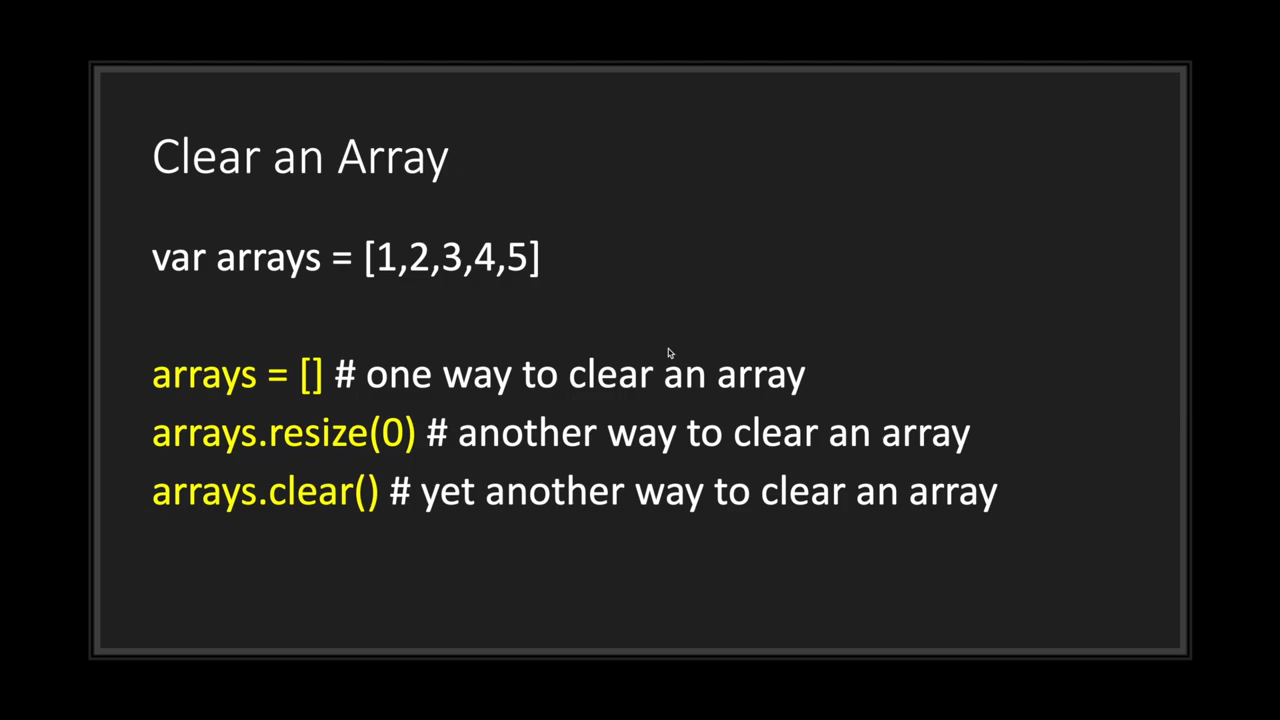 Clear an Array
var arrays = [1,2,3,4,5]
arrays = [] # one way to clear an array
arrays.resize(0) # another way to clear an array
arrays.clear() # yet another way to clear an array